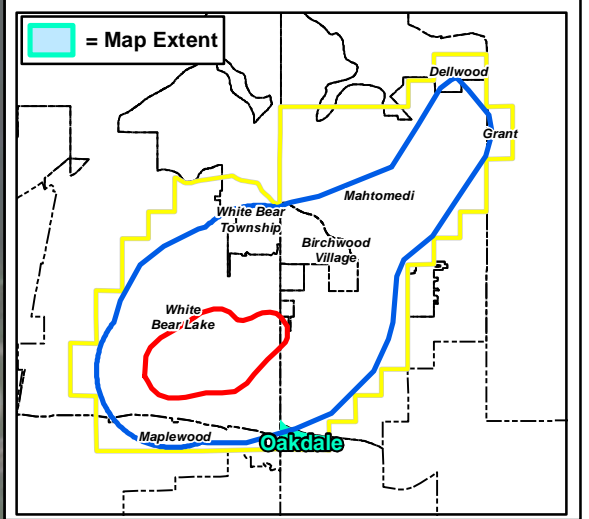 = Map Extent
Dellwood
Grant
Mahtomedi
White Bear
Township
Birchwood
Village
White
Bear Lake
Maplewood
Oakdale